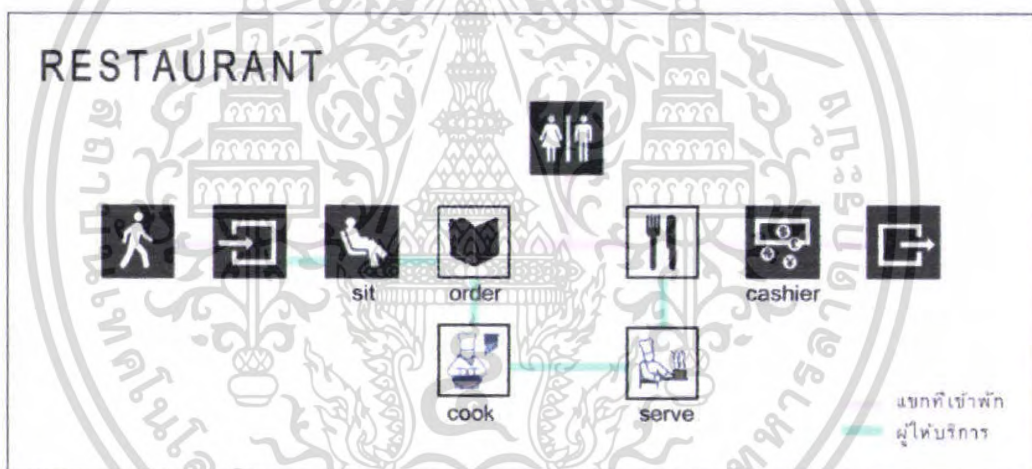 RESTAURANT
sit
order
cashier
cook
serve
แขกที่เข้าพัก
ผู้ให้บริการ